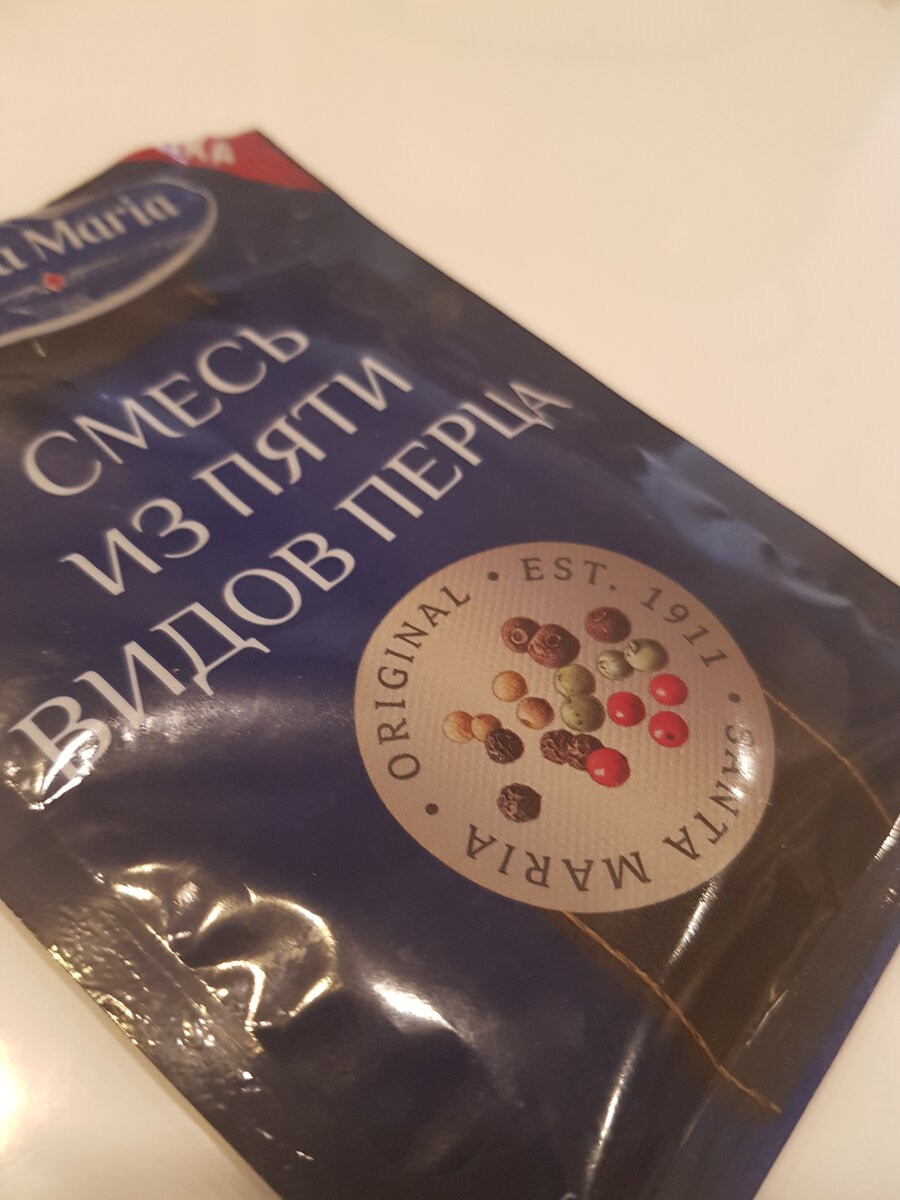 Maria
СМЕСЬ
ИЗ ПЯТИ
ВИДОВ ПЕРЦА
ORIGINAL • EST. 1911 • SANTA MARIA •